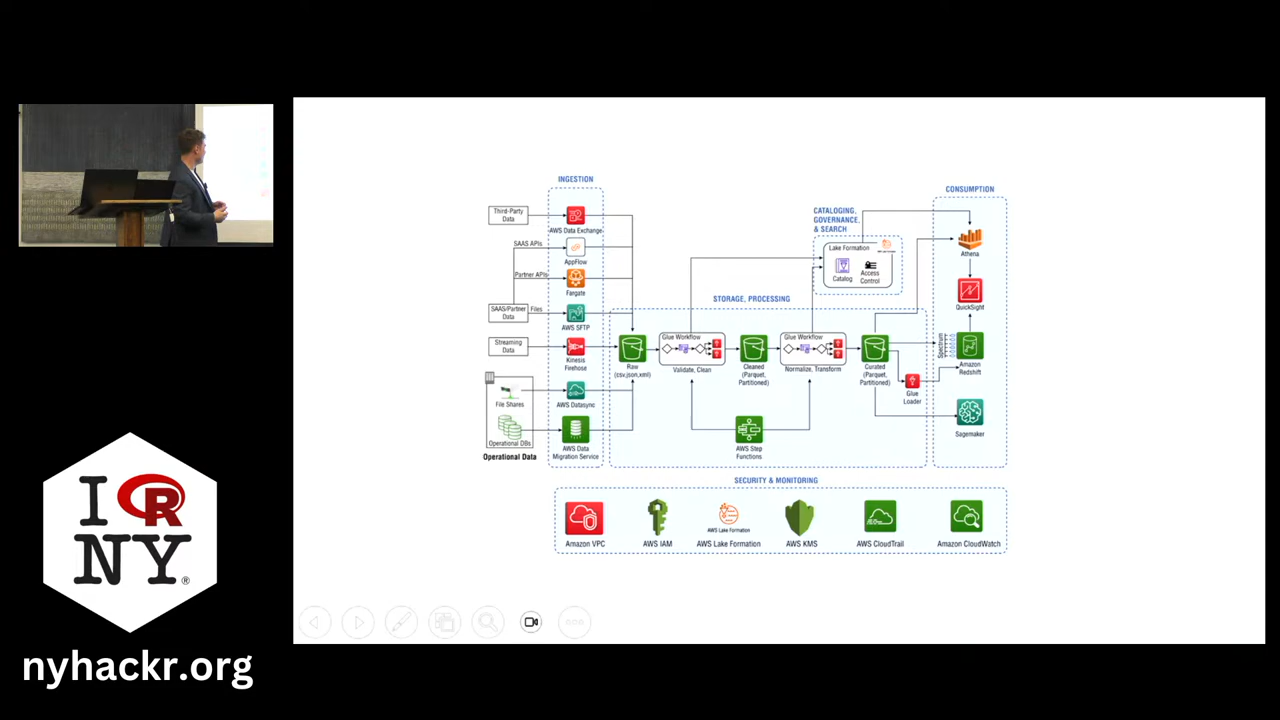 INGESTION
Third-Party
Data
AWS Data Exchange
SAAS APIs
AppFlow
Partner APIs
Fargate
SAAS/Partner
Data
Files
AWS SFTP
Streaming
Data
Kinesis
Firehose
File Shares
AWS Datasync
Operational DBs
AWS Data
Migration Service
Operational Data
STORAGE, PROCESSING
Raw
(csv,json,xml)
Glue Workflow
Validate, Clean
Cleaned
(Parquet,
Partitioned)
Glue Workflow
Normalize, Transform
Curated
(Parquet,
Partitioned)
Glue
Loader
AWS Step
Functions
CATALOGING,
GOVERNANCE,
& SEARCH
Lake Formation
Catalog
Access
Control
CONSUMPTION
Athena
QuickSight
Spectrum
Amazon
Redshift
Sagemaker
SECURITY & MONITORING
Amazon VPC
AWS IAM
AWS Lake Formation
AWS Lake Formation
AWS KMS
AWS CloudTrail
Amazon CloudWatch
I R
NY®
nyhackr.org